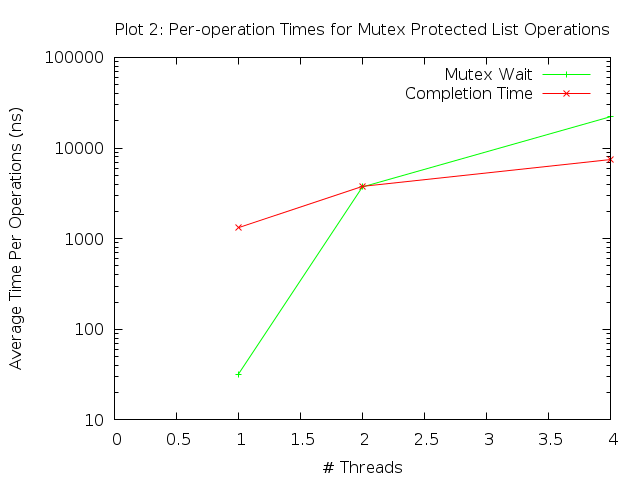 Plot 2: Per-operation Times for Mutex Protected List Operations
Mutex Wait
Completion Time
Average Time Per Operations (ns)
100000
10000
1000
100
10
0 0.5 1 1.5 2 2.5 3 3.5 4
# Threads